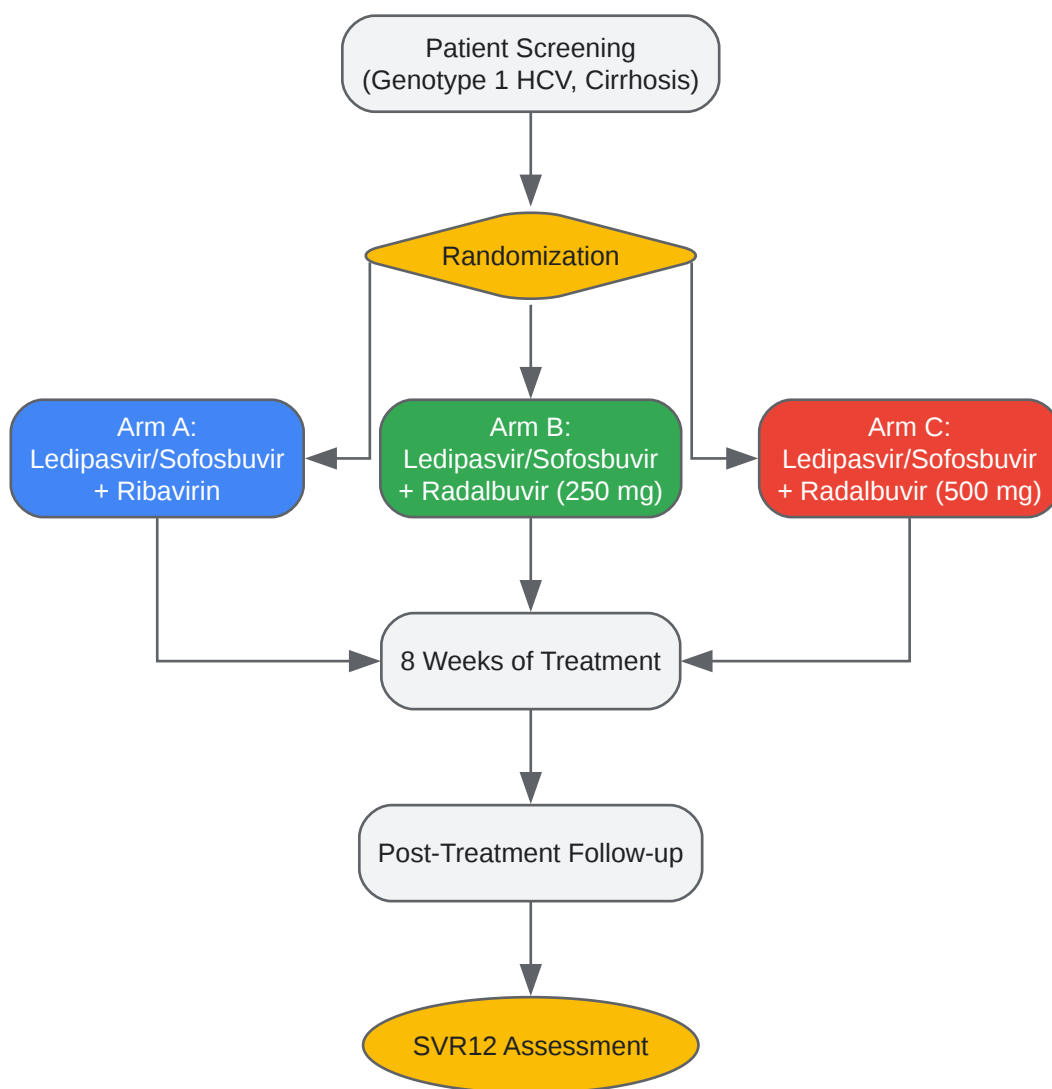 Patient Screening
(Genotype 1 HCV, Cirrhosis)
Randomization
Arm A:
Ledipasvir/Sofosbuvir
+ Ribavirin
Arm B:
Ledipasvir/Sofosbuvir
+ Radalbuvir (250 mg)
Arm C:
Ledipasvir/Sofosbuvir
+ Radalbuvir (500 mg)
8 Weeks of Treatment
Post-Treatment Follow-up
SVR12 Assessment